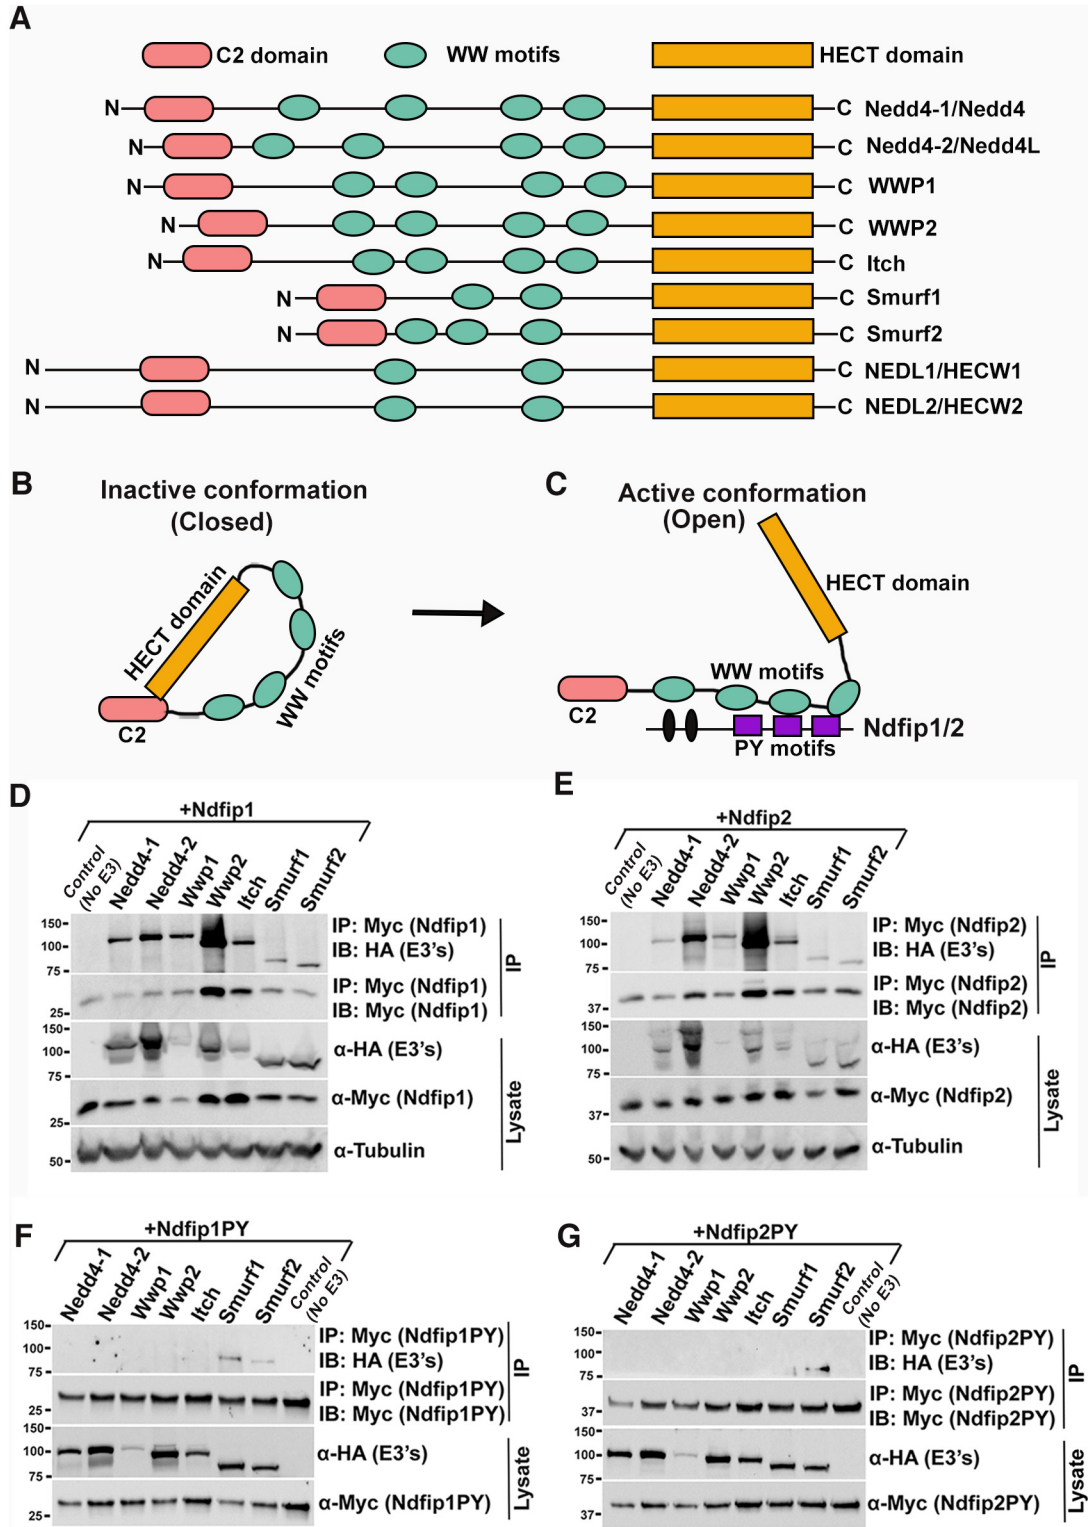 A
C2 domain
WW motifs
HECT domain
N
C
Nedd4-1/Nedd4
N
C
Nedd4-2/Nedd4L
N
C
WWP1
N
C
WWP2
N
C
Itch
N
C
Smurf1
N
C
Smurf2
N
C
NEDL1/HECW1
N
C
NEDL2/HECW2
B
Inactive conformation
(Closed)
HECT domain
WW motifs
C2
C
Active conformation
(Open)
HECT domain
WW motifs
C2
Ndfip1/2
PY motifs
D
+Ndfip1
Control
(No E3)
Nedd4-1
Nedd4-2
Wwp1
Wwp2
Itch
Smurf1
Smurf2
150
100
75
IP: Myc (Ndfip1)
IB: HA (E3's)
25
IP: Myc (Ndfip1)
IB: Myc (Ndfip1)
IP
150
100
75
α-HA (E3's)
25
α-Myc (Ndfip1)
50
α-Tubulin
Lysate
E
+Ndfip2
Control
(No E3)
Nedd4-1
Nedd4-2
Wwp1
Wwp2
Itch
Smurf1
Smurf2
150
100
75
IP: Myc (Ndfip2)
IB: HA (E3's)
37
IP: Myc (Ndfip2)
IB: Myc (Ndfip2)
IP
150
100
75
α-HA (E3's)
37
α-Myc (Ndfip2)
50
α-Tubulin
Lysate
F
+Ndfip1PY
Nedd4-1
Nedd4-2
Wwp1
Wwp2
Itch
Smurf1
Smurf2
Control
(No E3)
150
100
75
IP: Myc (Ndfip1PY)
IB: HA (E3's)
25
IP: Myc (Ndfip1PY)
IB: Myc (Ndfip1PY)
IP
150
100
75
α-HA (E3's)
25
α-Myc (Ndfip1PY)
Lysate
G
+Ndfip2PY
Nedd4-1
Nedd4-2
Wwp1
Wwp2
Itch
Smurf1
Smurf2
Control
(No E3)
150
100
75
IP: Myc (Ndfip2PY)
IB: HA (E3's)
37
IP: Myc (Ndfip2PY)
IB: Myc (Ndfip2PY)
IP
150
100
75
α-HA (E3's)
37
α-Myc (Ndfip2PY)
Lysate